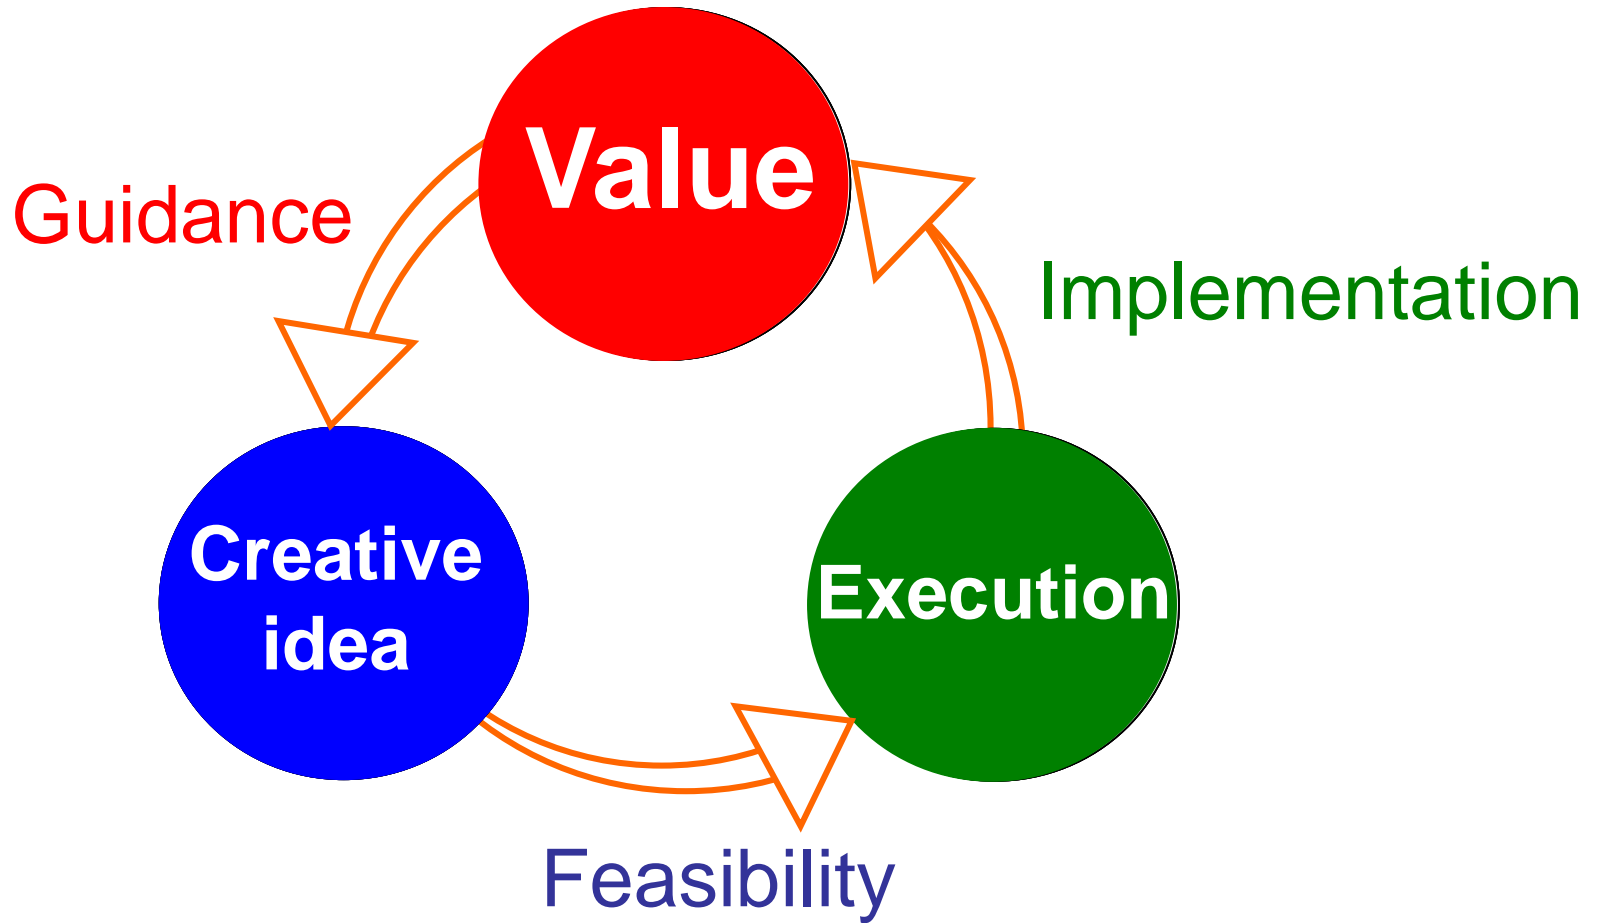 Value
Guidance
Implementation
Creative
idea
Execution
Feasibility